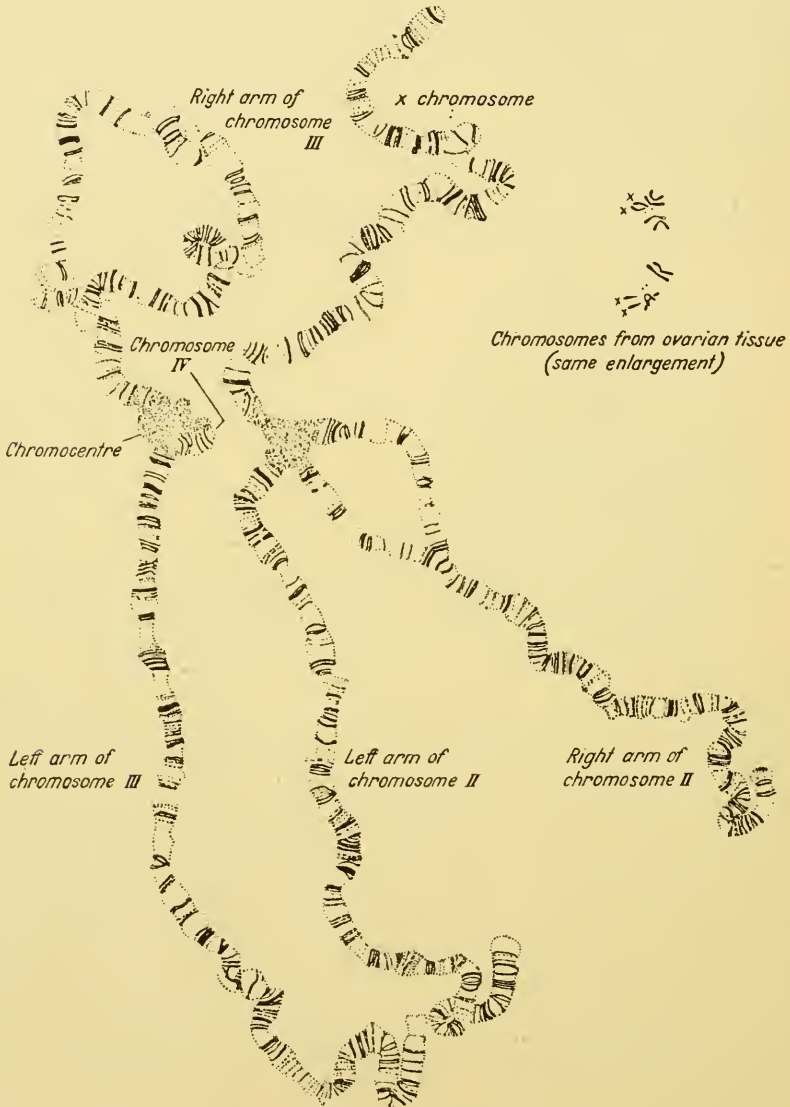 Right arm of
chromosome
III
x chromosome
x
x
x
x
Chromosomes from ovarian tissue
(same enlargement)
Chromosome
IV
Chromocentre
Left arm of
chromosome III
Left arm of
chromosome II
Right arm of
chromosome II